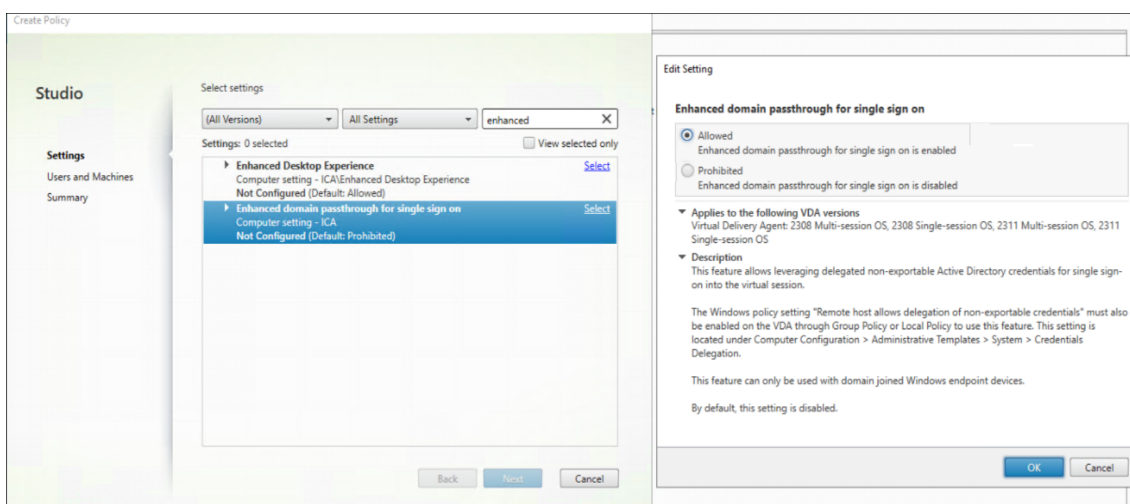 Create Policy
Studio
Settings
Users and Machines
Summary
Select settings
(All Versions)
All Settings
enhanced
Settings: 0 selected
View selected only
Enhanced Desktop Experience
Select
Computer setting - ICA\Enhanced Desktop Experience
Not Configured (Default: Allowed)
Enhanced domain passthrough for single sign on
Select
Computer setting - ICA
Not Configured (Default: Prohibited)
Back
Next
Cancel
Edit Setting
Enhanced domain passthrough for single sign on
Allowed
Enhanced domain passthrough for single sign on is enabled
Prohibited
Enhanced domain passthrough for single sign on is disabled
Applies to the following VDA versions
Virtual Delivery Agent: 2308 Multi-session OS, 2308 Single-session OS, 2311 Multi-session OS, 2311
Single-session OS
Description
This feature allows leveraging delegated non-exportable Active Directory credentials for single sign-
on into the virtual session.
The Windows policy setting "Remote host allows delegation of non-exportable credentials" must also
be enabled on the VDA through Group Policy or Local Policy to use this feature. This setting is
located under Computer Configuration > Administrative Templates > System > Credentials
Delegation.
This feature can only be used with domain joined Windows endpoint devices.
By default, this setting is disabled.
OK
Cancel